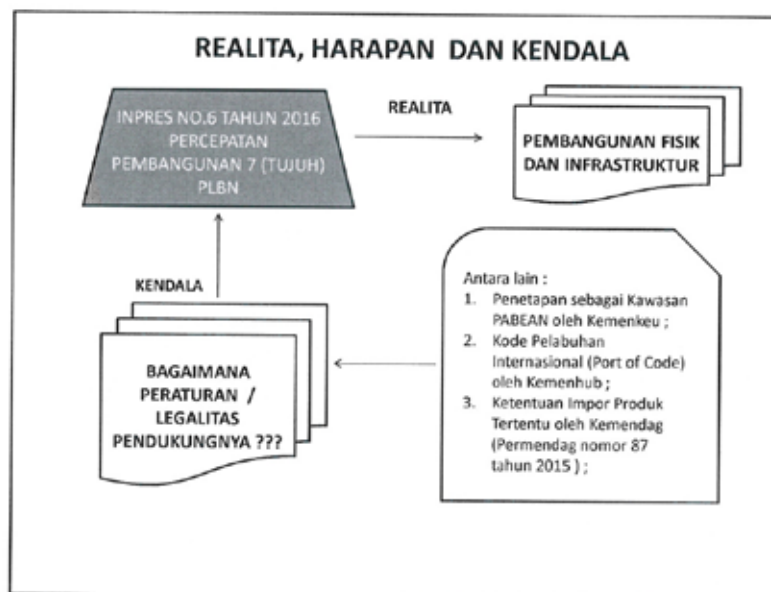 REALITA, HARAPAN DAN KENDALA
INPRES NO.6 TAHUN 2016
PERCEPATAN
PEMBANGUNAN 7 (TUJUH)
PLBN
REALITA
PEMBANGUNAN FISIK
DAN INFRASTRUKTUR
KENDALA
BAGAIMANA
PERATURAN /
LEGALITAS
PENDUKUNGNYA ???
Antara lain :
1. Penetapan sebagai Kawasan
PABEAN oleh Kemenkeu ;
2. Kode Pelabuhan
Internasional (Port of Code)
oleh Kemenhub ;
3. Ketentuan Impor Produk
Tertentu oleh Kemendag
(Permendag nomor 87
tahun 2015 ) ;